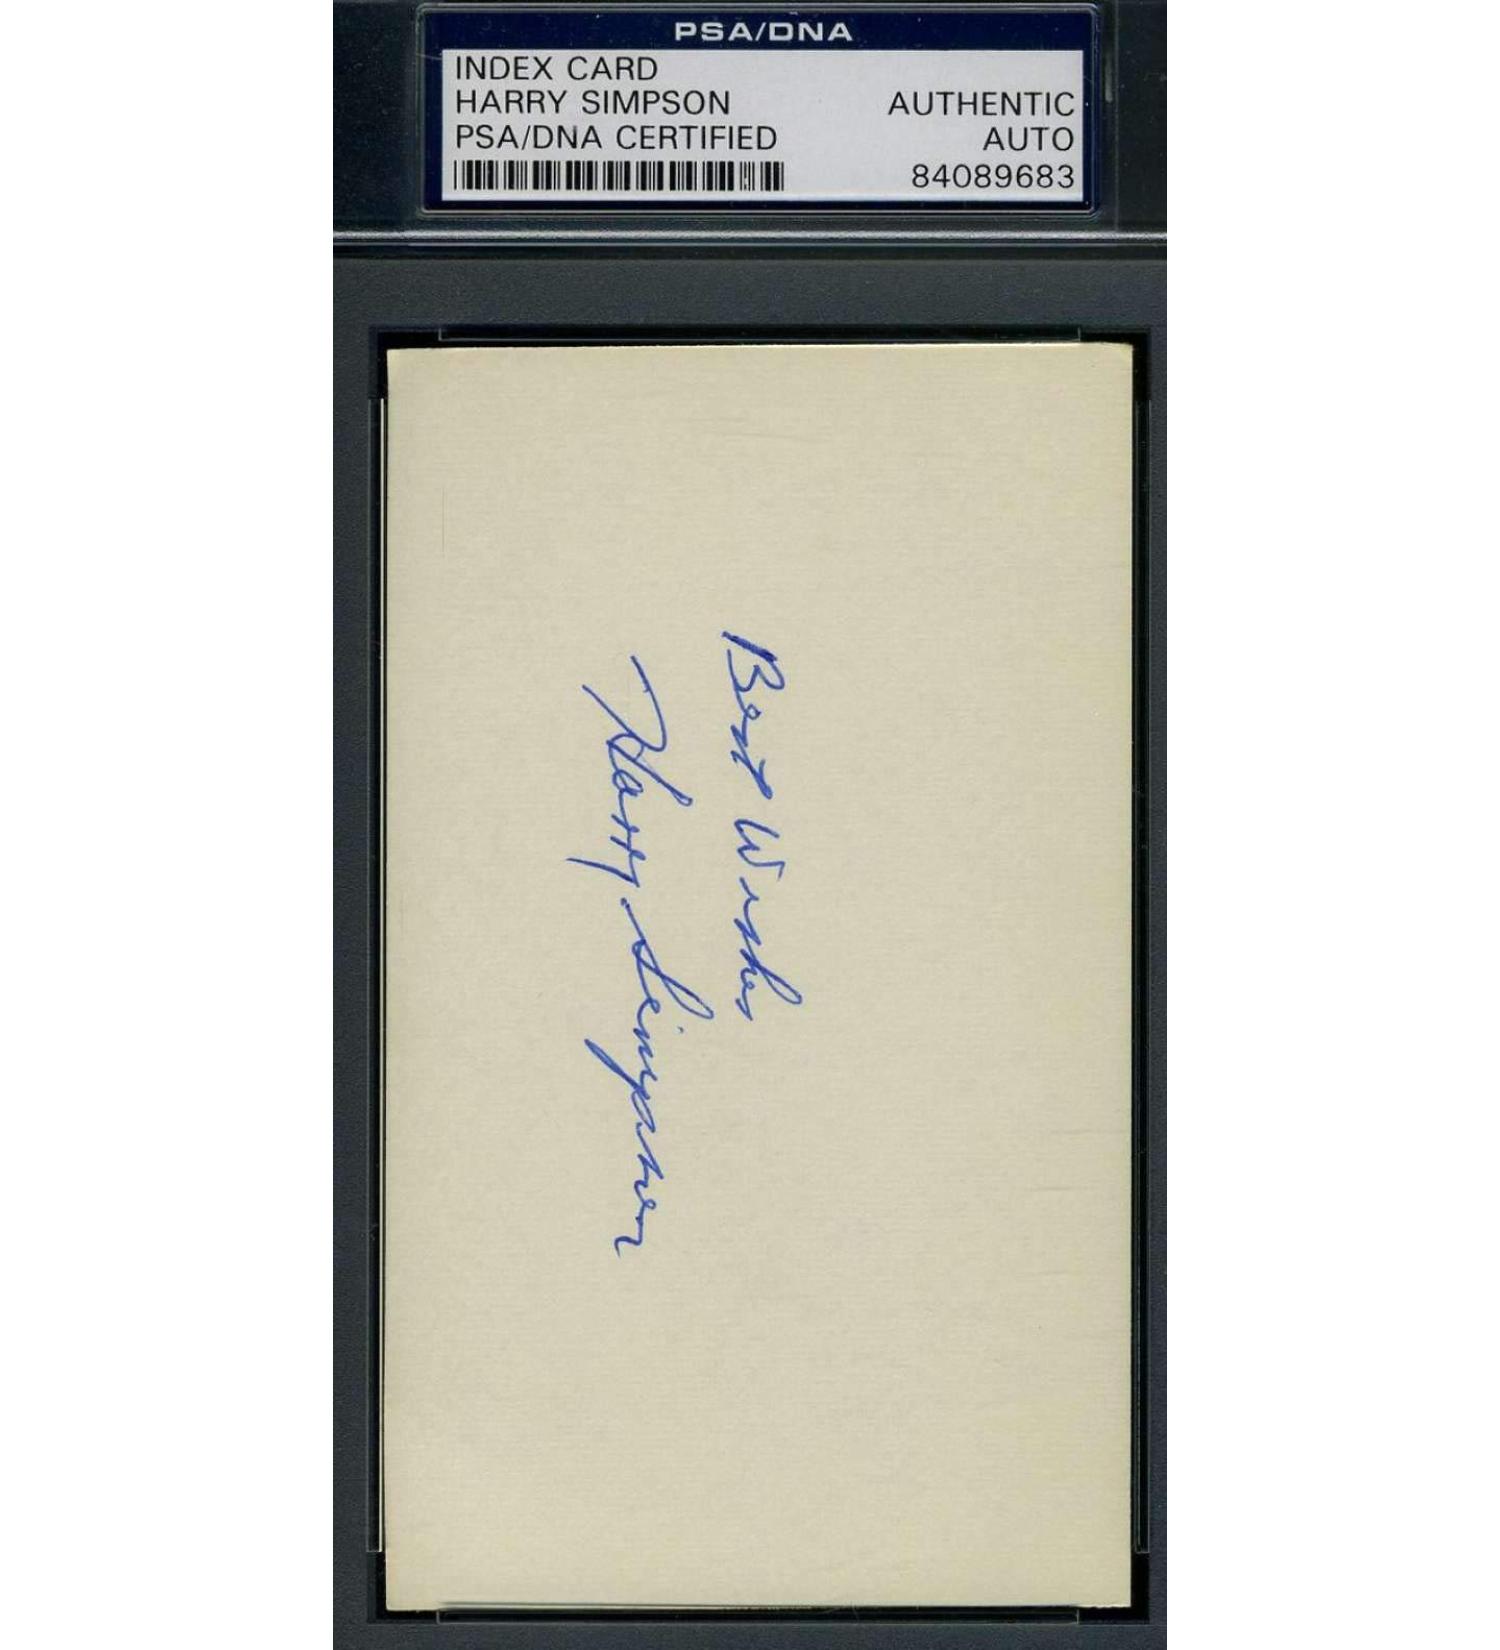 PSA/DNA
INDEX CARD
HARRY SIMPSON
PSA/DNA CERTIFIED
AUTHENTIC
AUTO
84089683
Best Wishes
Harry Simpson